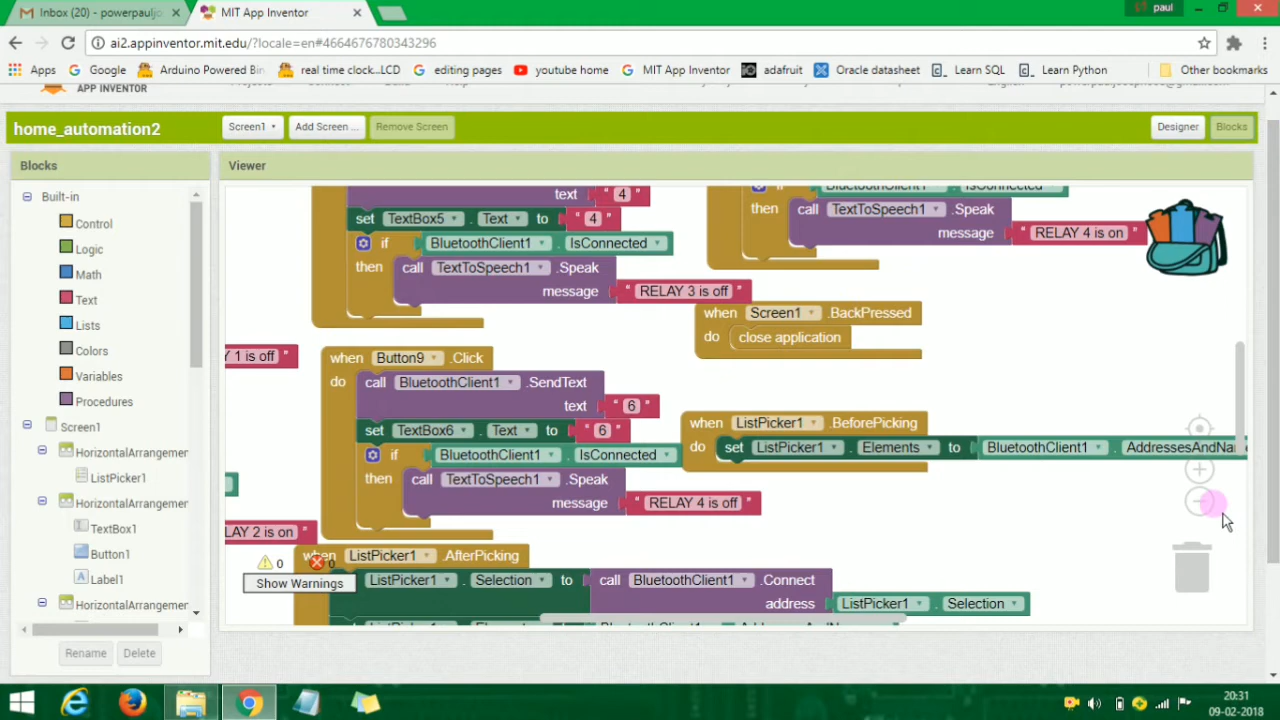 Inbox (20) - powerpauljo
MIT App Inventor
paul
ai2.appinventor.mit.edu/?locale=en#4664676780343296
Apps
Google
Arduino Powered Bin
real time clock...LCD
editing pages
youtube home
MIT App Inventor
adafruit
Oracle datasheet
Learn SQL
Learn Python
Other bookmarks
APP INVENTOR
home_automation2
Screen1
Add Screen ...
Remove Screen
Designer
Blocks
Blocks
Viewer
Built-in
Control
Logic
Math
Text
Lists
Colors
Variables
Procedures
Screen1
HorizontalArrangemer
ListPicker1
HorizontalArrangemer
TextBox1
Button1
Label1
HorizontalArrangemer
Rename
Delete
text " 4 "
set TextBox5 . Text to " 4 "
if BluetoothClient1 . IsConnected
then call TextToSpeech1 .Speak
message " RELAY 3 is off "
if BluetoothClient1 . IsConnected
then call TextToSpeech1 .Speak
message " RELAY 4 is on "
when Screen1 .BackPressed
do close application
Y 1 is off "
when Button9 .Click
do call BluetoothClient1 .SendText
text " 6 "
set TextBox6 . Text to " 6 "
if BluetoothClient1 . IsConnected
then call TextToSpeech1 .Speak
message " RELAY 4 is off "
when ListPicker1 .BeforePicking
do set ListPicker1 . Elements to BluetoothClient1 . AddressesAndNam
LAY 2 is on "
when ListPicker1 .AfterPicking
ListPicker1 . Selection to call BluetoothClient1 .Connect
address ListPicker1 . Selection
0
0
Show Warnings
20:31
09-02-2018